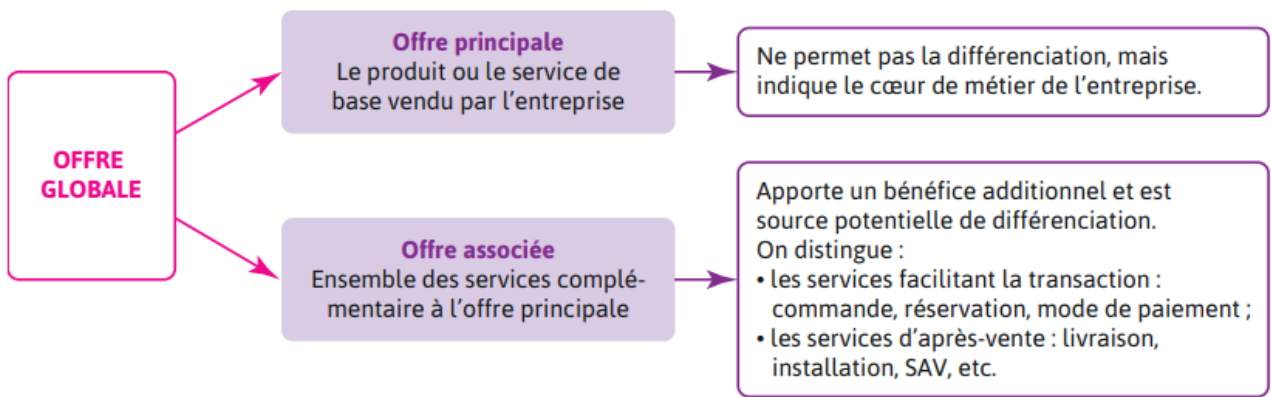 OFFRE
GLOBALE
Offre principale
Le produit ou le service de
base vendu par l’entreprise
Ne permet pas la différenciation, mais
indique le cœur de métier de l’entreprise.
Offre associée
Ensemble des services complé-
mentaire à l’offre principale
Apporte un bénéfice additionnel et est
source potentielle de différenciation.
On distingue :
• les services facilitant la transaction :
commande, réservation, mode de paiement ;
• les services d’après-vente : livraison,
installation, SAV, etc.